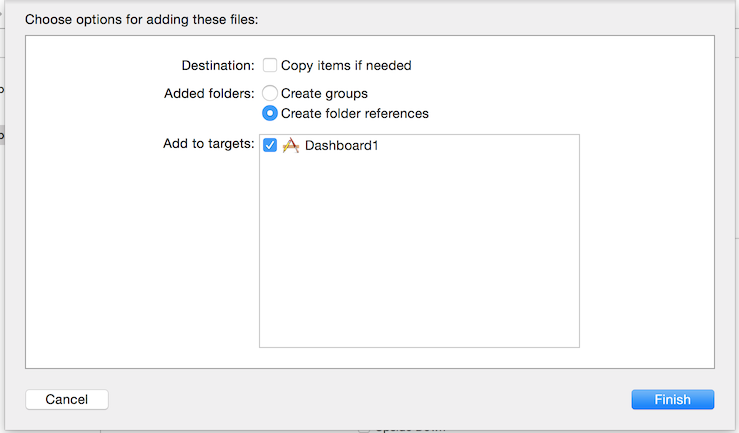 Choose options for adding these files:
Destination: Copy items if needed
Added folders: Create groups
Create folder references
Add to targets: Dashboard1
Cancel Finish